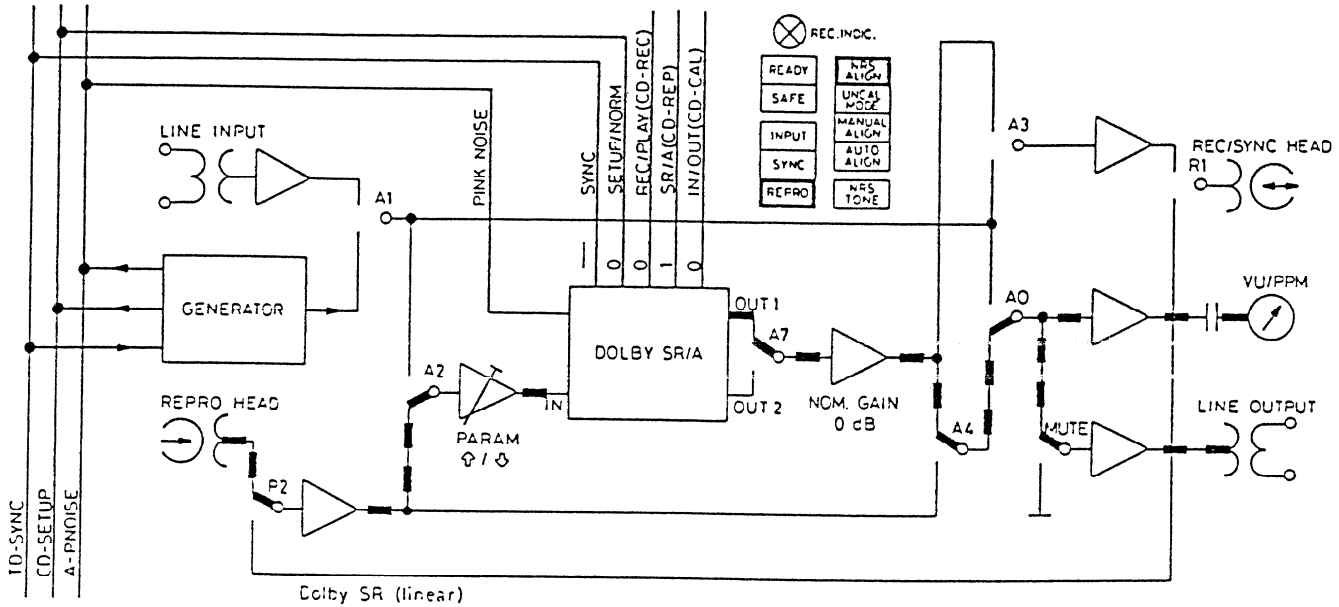 REC.INDIC.
READY
SAFE
INPUT
SYNC
REPRO
NRS
ALIGN
UNCAL
MODE
MANUAL
ALIGN
AUTO
ALIGN
NRS
TONE
LINE INPUT
A1
GENERATOR
REPRO HEAD
P2
A2
PARAM
PINK NOISE
SYNC
SETUP/NORM
REC/PLAY(CD-REC)
SR/A(CD-REP)
IN/OUT(CD-CAL)
0
0
1
0
DOLBY SR/A
IN
OUT 1
OUT 2
A7
NOM. GAIN
0 dB
A4
A0
MUTE
A3
REC/SYNC HEAD
R1
VU/PPM
LINE OUTPUT
CD-SETUP
A-PNOISE
Dolby SR (linear)